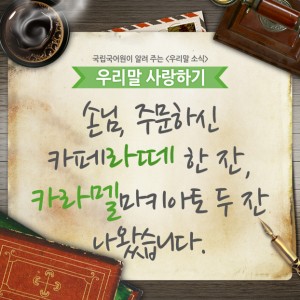 국립국어원이 알려 주는 <우리말 소식>
우리말 사랑하기
손님, 주문하신
카페라떼 한 잔,
카라멜마키아토 두 잔
나왔습니다.